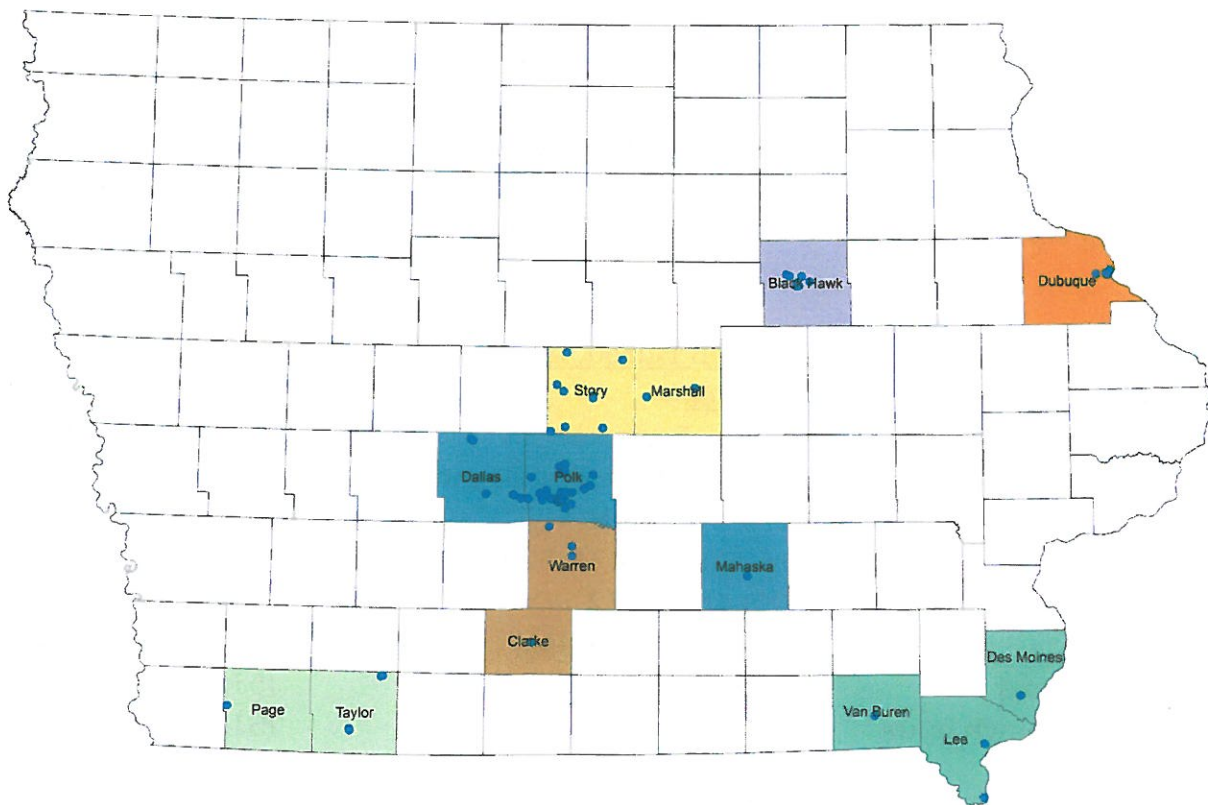 Black Hawk
Dubuque
Story
Marshall
Dallas
Polk
Warren
Mahaska
Clarke
Des Moines
Page
Taylor
Van Buren
Lee